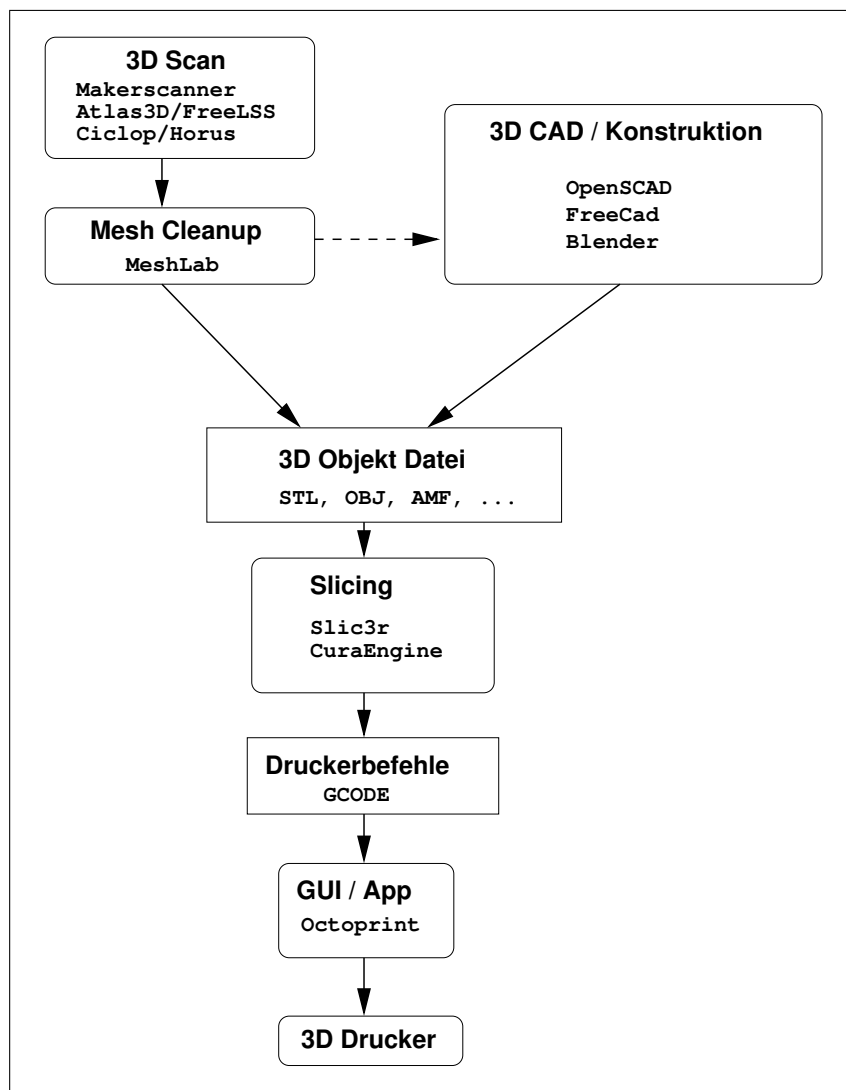 3D Scan
Makerscanner
Atlas3D/FreeLSS
Ciclop/Horus
3D CAD / Konstruktion
OpenSCAD
FreeCad
Blender
Mesh Cleanup
MeshLab
3D Objekt Datei
STL, OBJ, AMF, ...
Slicing
Slic3r
CuraEngine
Druckerbefehle
GCODE
GUI / App
Octoprint
3D Drucker